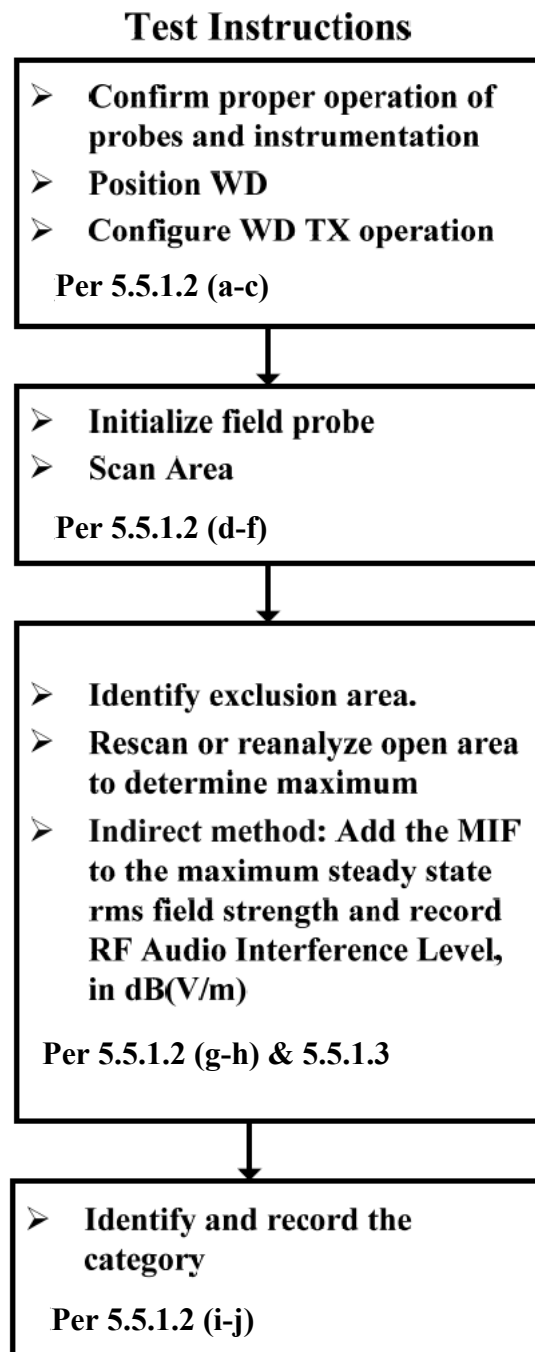 Test Instructions
➢ Confirm proper operation of
probes and instrumentation
➢ Position WD
➢ Configure WD TX operation
Per 5.5.1.2 (a-c)
➢ Initialize field probe
➢ Scan Area
Per 5.5.1.2 (d-f)
➢ Identify exclusion area.
➢ Rescan or reanalyze open area
to determine maximum
➢ Indirect method: Add the MIF
to the maximum steady state
rms field strength and record
RF Audio Interference Level,
in dB(V/m)
Per 5.5.1.2 (g-h) & 5.5.1.3
➢ Identify and record the
category
Per 5.5.1.2 (i-j)